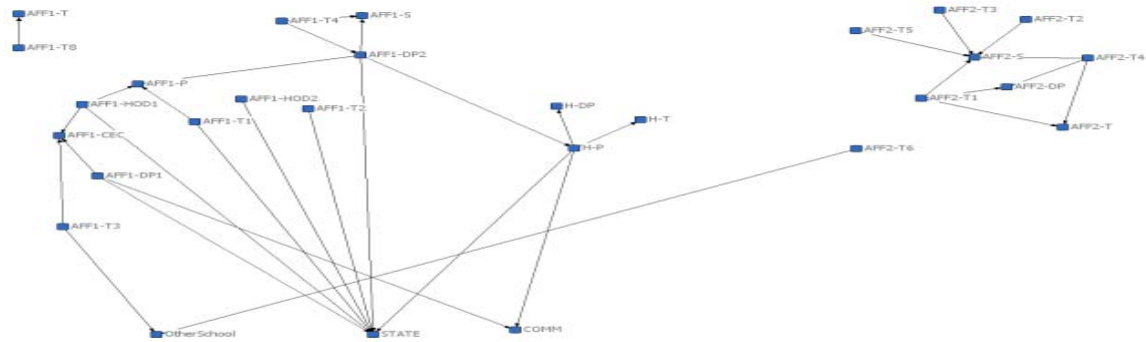 AFF1-T
AFF1-T8
AFF1-T4
AFF1-S
AFF1-DP2
AFF1-P
AFF1-HOD1
AFF1-HOD2
AFF1-T2
AFF1-T1
AFF1-CEC
AFF1-DP1
AFF1-T3
H-DP
H-T
H-P
OtherSchool
STATE
COMM
AFF2-T3
AFF2-T2
AFF2-T5
AFF2-S
AFF2-T4
AFF2-DP
AFF2-T1
AFF2-T
AFF2-T6